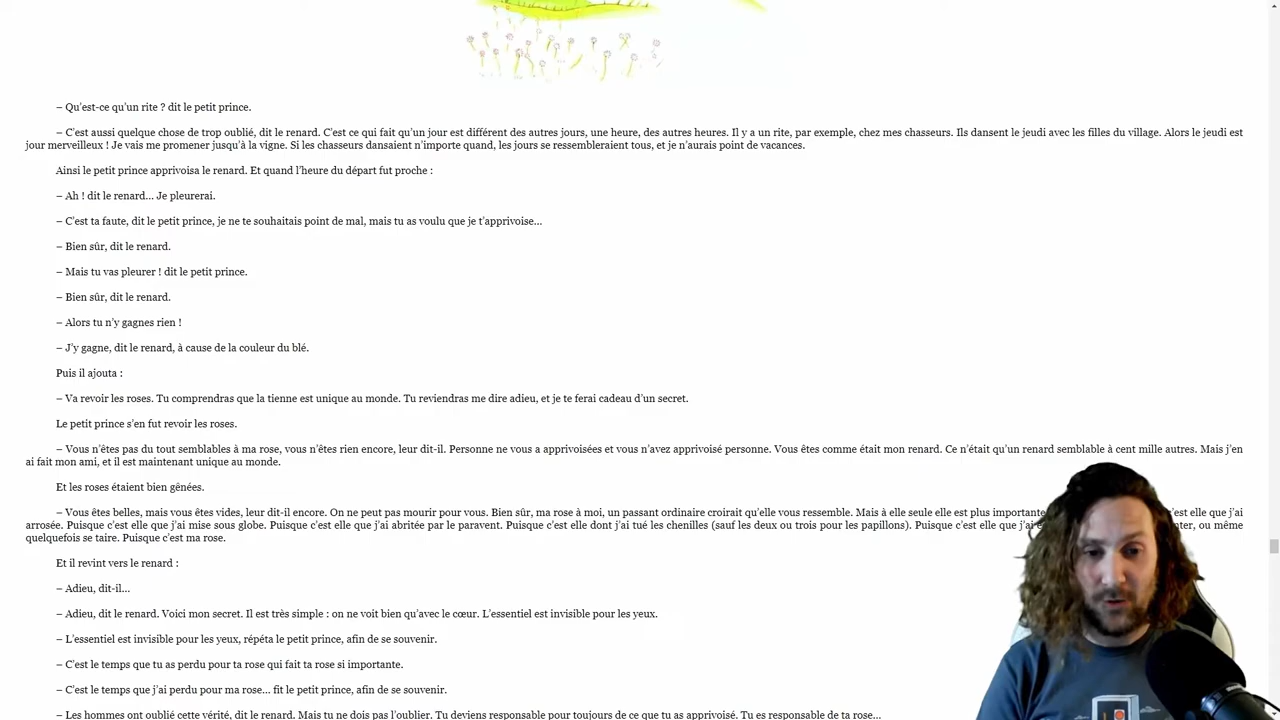 – Qu'est-ce qu'un rite ? dit le petit prince.
– C'est aussi quelque chose de trop oublié, dit le renard. C'est ce qui fait qu'un jour est différent des autres jours, une heure, des autres heures. Il y a un rite, par exemple, chez mes chasseurs. Ils dansent le jeudi avec les filles du village. Alors le jeudi est
jour merveilleux ! Je vais me promener jusqu'à la vigne. Si les chasseurs dansaient n'importe quand, les jours se ressembleraient tous, et je n'aurais point de vacances.
Ainsi le petit prince apprivoisa le renard. Et quand l'heure du départ fut proche :
– Ah ! dit le renard... Je pleurerai.
– C'est ta faute, dit le petit prince, je ne te souhaitais point de mal, mais tu as voulu que je t'apprivoise...
– Bien sûr, dit le renard.
– Mais tu vas pleurer ! dit le petit prince.
– Bien sûr, dit le renard.
– Alors tu n'y gagnes rien !
– J'y gagne, dit le renard, à cause de la couleur du blé.
Puis il ajouta :
– Va revoir les roses. Tu comprendras que la tienne est unique au monde. Tu reviendras me dire adieu, et je te ferai cadeau d'un secret.
Le petit prince s'en fut revoir les roses.
– Vous n'êtes pas du tout semblables à ma rose, vous n'êtes rien encore, leur dit-il. Personne ne vous a apprivoisées et vous n'avez apprivoisé personne. Vous êtes comme était mon renard. Ce n'était qu'un renard semblable à cent mille autres. Mais j'en
ai fait mon ami, et il est maintenant unique au monde.
Et les roses étaient bien gênées.
– Vous êtes belles, mais vous êtes vides, leur dit-il encore. On ne peut pas mourir pour vous. Bien sûr, ma rose à moi, un passant ordinaire croirait qu'elle vous ressemble. Mais à elle seule elle est plus importante c'est elle que j'ai
arrosée. Puisque c'est elle que j'ai mise sous globe. Puisque c'est elle que j'ai abritée par le paravent. Puisque c'est elle dont j'ai tué les chenilles (sauf les deux ou trois pour les papillons). Puisque c'est elle que j'ai ou même
quelquefois se taire. Puisque c'est ma rose.
Et il revint vers le renard :
– Adieu, dit-il...
– Adieu, dit le renard. Voici mon secret. Il est très simple : on ne voit bien qu'avec le cœur. L'essentiel est invisible pour les yeux.
– L'essentiel est invisible pour les yeux, répéta le petit prince, afin de se souvenir.
– C'est le temps que tu as perdu pour ta rose qui fait ta rose si importante.
– C'est le temps que j'ai perdu pour ma rose... fit le petit prince, afin de se souvenir.
– Les hommes ont oublié cette vérité, dit le renard. Mais tu ne dois pas l'oublier. Tu deviens responsable pour toujours de ce que tu as apprivoisé. Tu es responsable de ta rose...